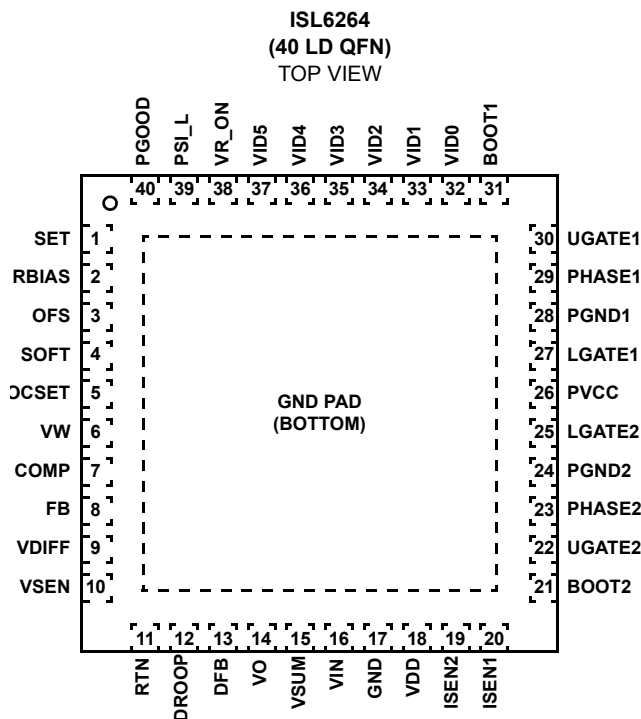 ISL6264
(40 LD QFN)
TOP VIEW
PGOOD
PSI_L
VR_ON
VID5
VID4
VID3
VID2
VID1
VID0
BOOT1
40 39 38 37 36 35 34 33 32 31
SET 1
RBIAS 2
OFS 3
SOFT 4
OCSET 5
VW 6
COMP 7
FB 8
VDIFF 9
VSEN 10
GND PAD
(BOTTOM)
30 UGATE1
29 PHASE1
28 PGND1
27 LGATE1
26 PVCC
25 LGATE2
24 PGND2
23 PHASE2
22 UGATE2
21 BOOT2
11 12 13 14 15 16 17 18 19 20
RTN
DROOP
DFB
VO
VSUM
VIN
GND
VDD
ISEN2
ISEN1